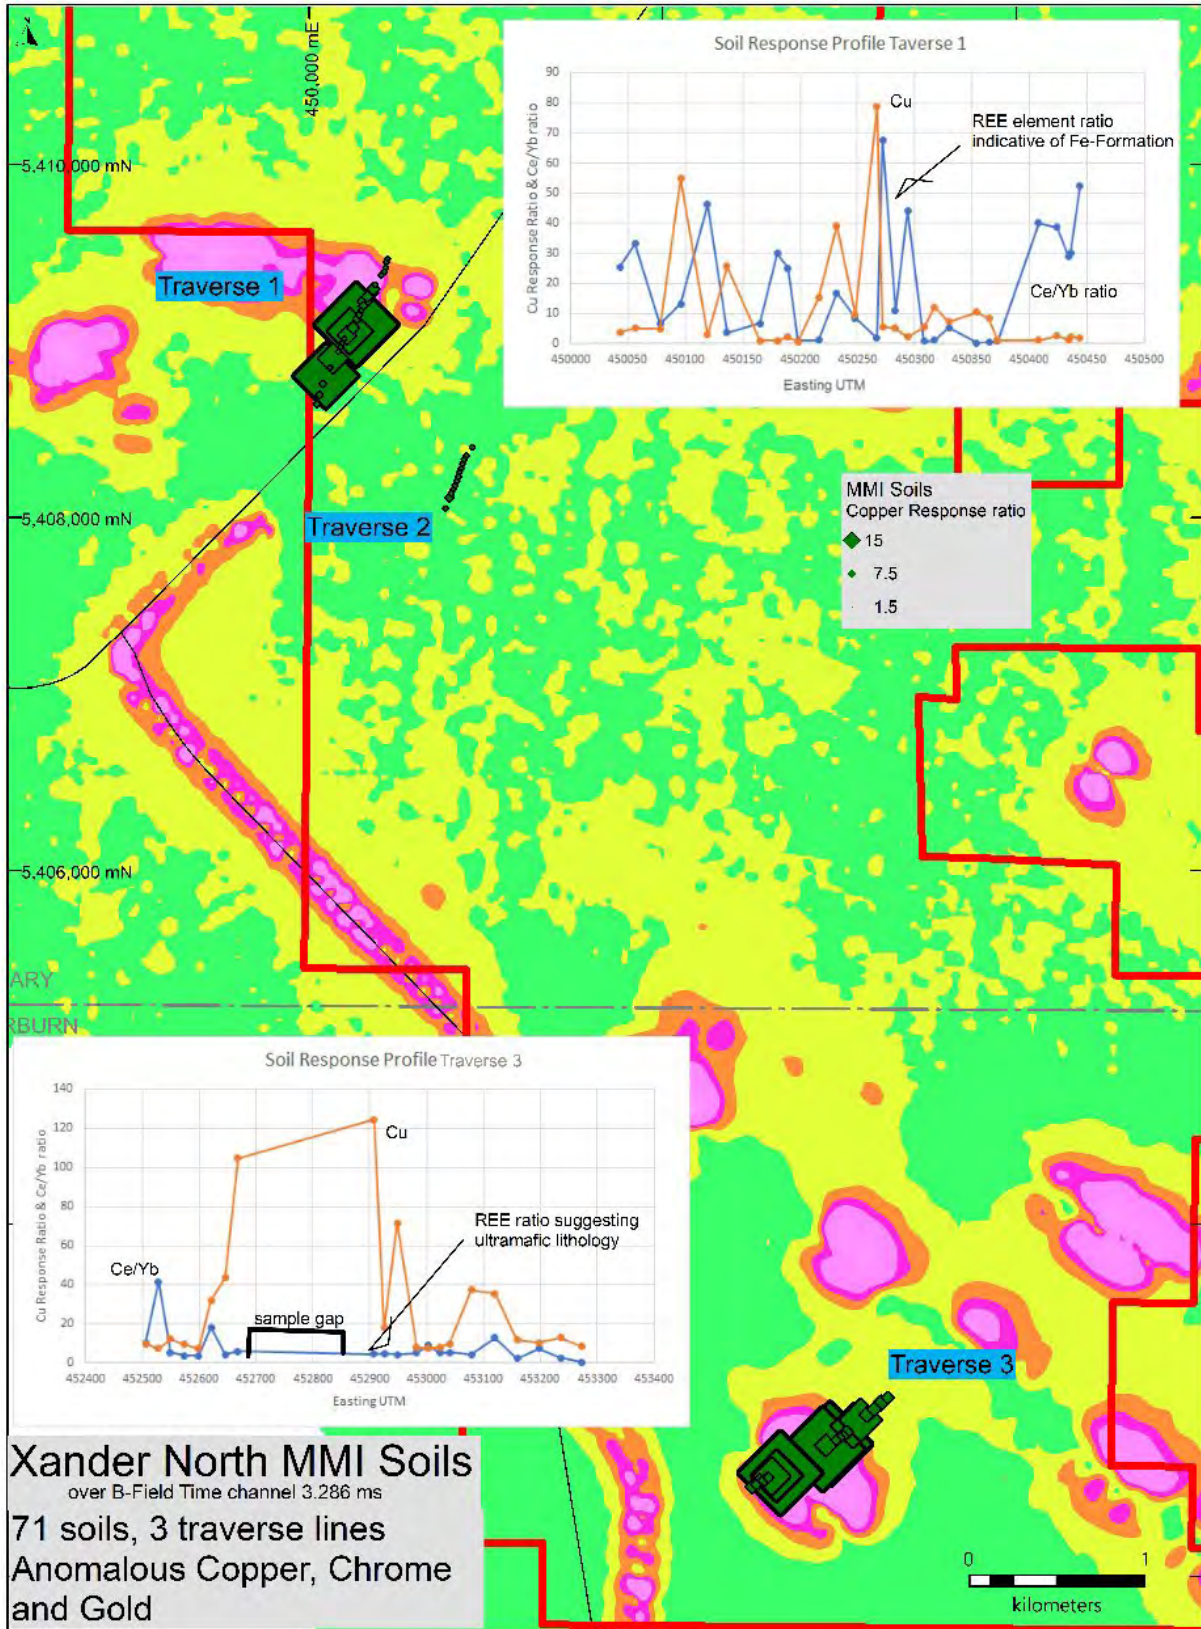 450,000 mE
5,410,000 mN
Soil Response Profile Taverse 1
Cu Response Ratio & Ce/Yb ratio
90
80
70
60
50
40
30
20
10
0
Cu
REE element ratio
indicative of Fe-Formation
Ce/Yb ratio
450000 450050 450100 450150 450200 450250 450300 450350 450400 450450 450500
Easting UTM
Traverse 1
5,408,000 mN
Traverse 2
MMI Soils
Copper Response ratio
15
7.5
1.5
5,406,000 mN
ARY
RBURN
Soil Response Profile Traverse 3
Cu Response Ratio & Ce/Yb ratio
140
120
100
80
60
40
20
0
Cu
Ce/Yb
REE ratio suggesting
ultramafic lithology
sample gap
452400 452500 452600 452700 452800 452900 453000 453100 453200 453300 453400
Easting UTM
Traverse 3
Xander North MMI Soils
over B-Field Time channel 3.286 ms
71 soils, 3 traverse lines
Anomalous Copper, Chrome
and Gold
0 1
kilometers